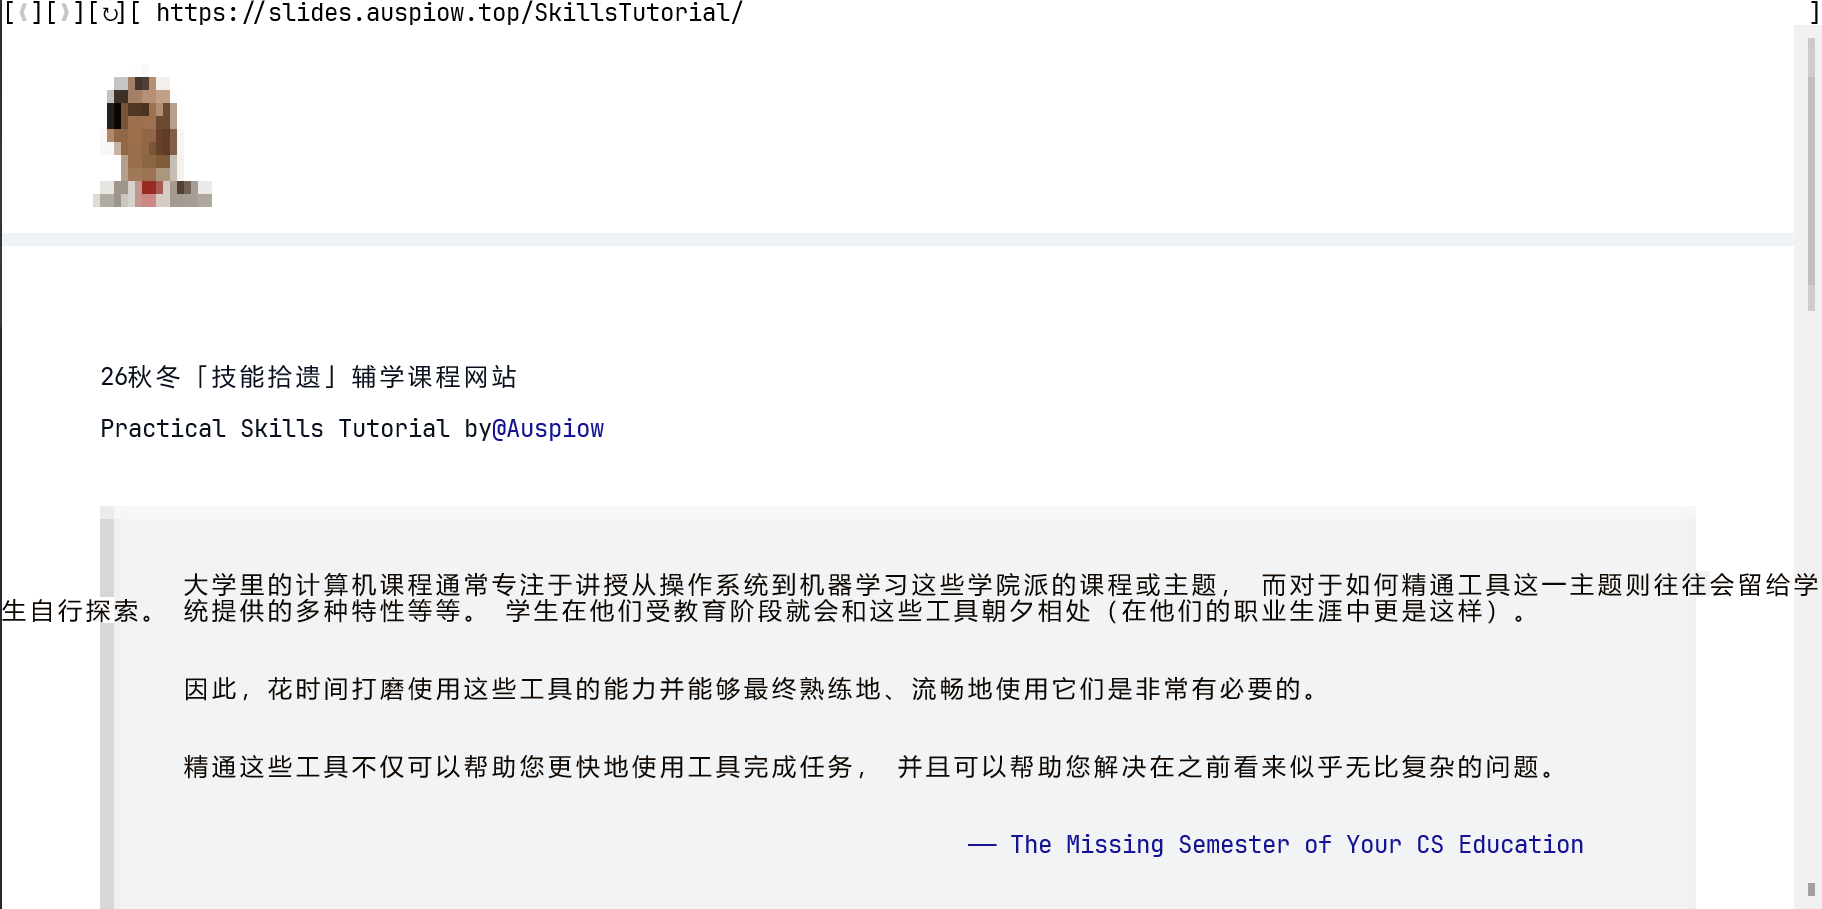 [❰][❱][↻][ https://slides.auspiow.top/SkillsTutorial/ ]
26秋冬「技能拾遗」辅学课程网站
Practical Skills Tutorial by@Auspiow
大学里的计算机课程通常专注于讲授从操作系统到机器学习这些学院派的课程或主题， 而对于如何精通工具这一主题则往往会留给学
生自行探索。 统提供的多种特性等等。 学生在他们受教育阶段就会和这些工具朝夕相处（在他们的职业生涯中更是这样）。
因此，花时间打磨使用这些工具的能力并能够最终熟练地、流畅地使用它们是非常有必要的。
精通这些工具不仅可以帮助您更快地使用工具完成任务， 并且可以帮助您解决在之前看来似乎无比复杂的问题。
—— The Missing Semester of Your CS Education